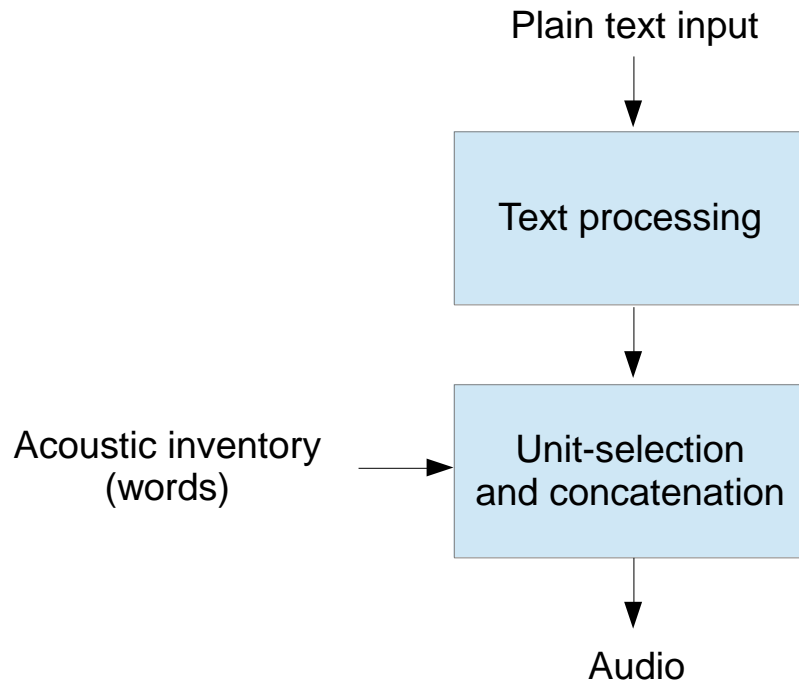 Plain text input
Text processing
Acoustic inventory
(words)
Unit-selection
and concatenation
Audio